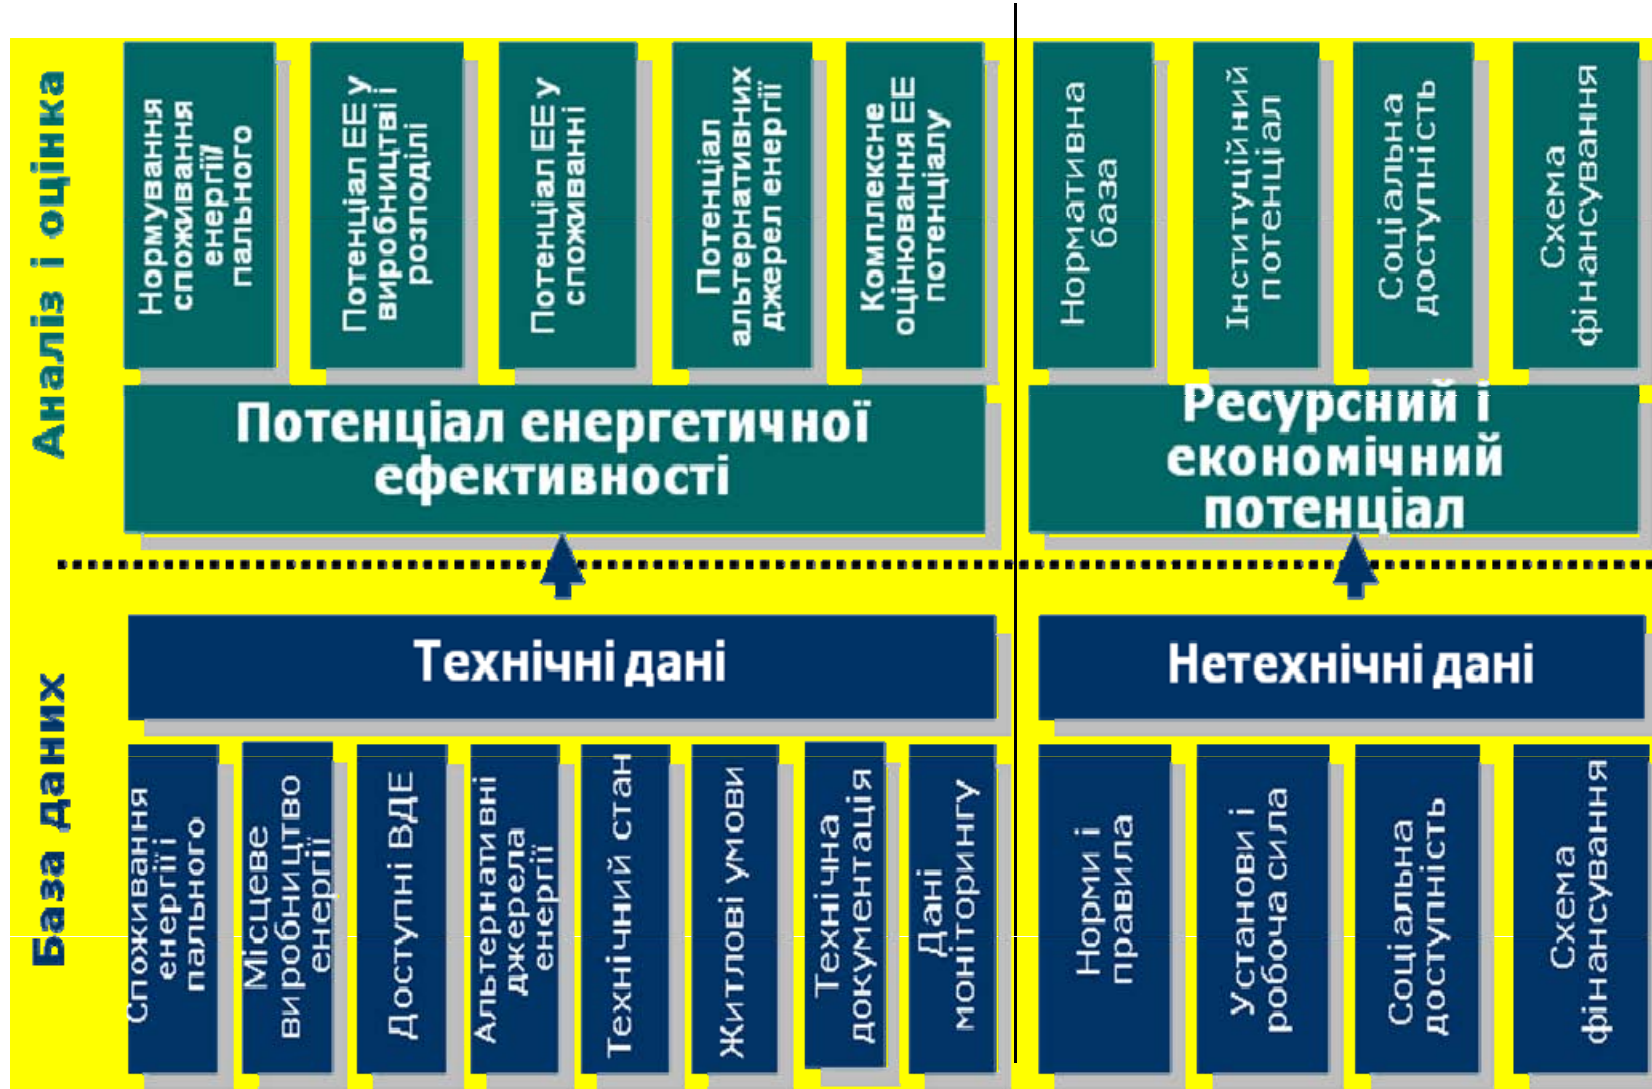 Аналіз і оцінка
Нормування
споживання
енергії/
пального
Потенціал ЕЕ у
виробництві і
розподілі
Потенціал ЕЕ у
споживанні
Потенціал
альтернативних
джерел енергії
Комплексне
оцінювання ЕЕ
потенціалу
Нормативна
база
Інституційний
потенціал
Соціальна
доступність
Схема
фінансування
Потенціал енергетичної
ефективності
Ресурсний і
економічний
потенціал
База даних
Технічні дані
Нетехнічні дані
Споживання
енергії і
пального
Місцеве
виробництво
енергії
Доступні ВДЕ
Альтернативні
джерела
енергії
Технічний стан
Житлові умови
Технічна
документація
Дані
моніторингу
Норми і
правила
Установи і
робоча сила
Соціальна
доступність
Схема
фінансування